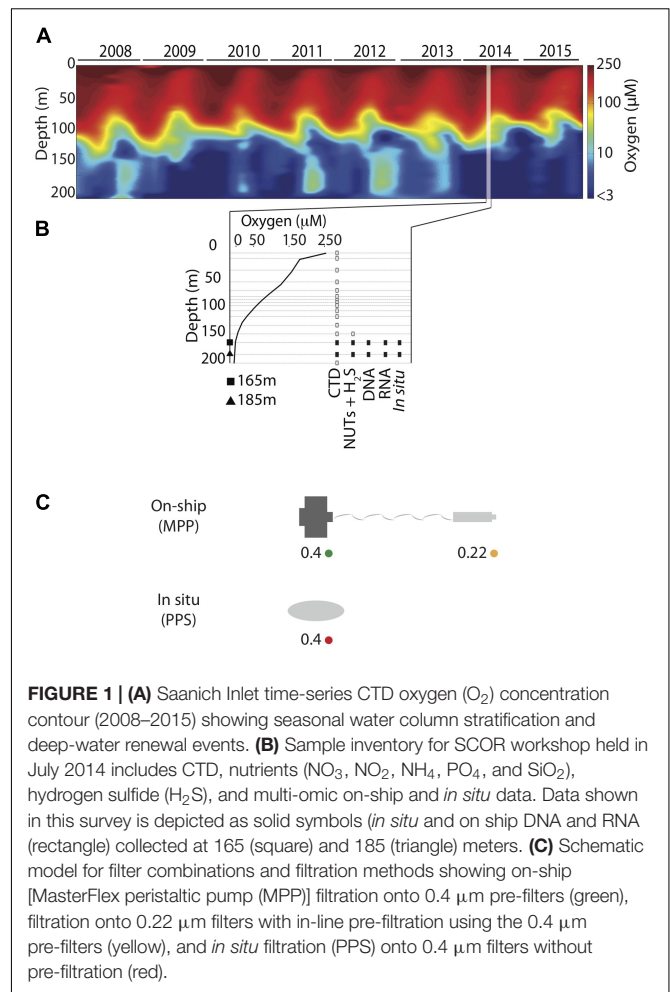 A
2008 2009 2010 2011 2012 2013 2014 2015
0
50
100
150
200
Depth (m)
250
100
10
<3
Oxygen (μM)
B
Oxygen (μM)
0 50 150 250
0
50
100
150
200
Depth (m)
■ 165m
▲ 185m
CTD
NUTs + H2S
DNA
RNA
In situ
C
On-ship
(MPP)
0.4
0.22
In situ
(PPS)
0.4
FIGURE 1 | (A) Saanich Inlet time-series CTD oxygen (O2) concentration
contour (2008–2015) showing seasonal water column stratification and
deep-water renewal events. (B) Sample inventory for SCOR workshop held in
July 2014 includes CTD, nutrients (NO3, NO2, NH4, PO4, and SiO2),
hydrogen sulfide (H2S), and multi-omic on-ship and in situ data. Data shown
in this survey is depicted as solid symbols (in situ and on ship DNA and RNA
(rectangle) collected at 165 (square) and 185 (triangle) meters. (C) Schematic
model for filter combinations and filtration methods showing on-ship
[MasterFlex peristaltic pump (MPP)] filtration onto 0.4 μm pre-filters (green),
filtration onto 0.22 μm filters with in-line pre-filtration using the 0.4 μm
pre-filters (yellow), and in situ filtration (PPS) onto 0.4 μm filters without
pre-filtration (red).